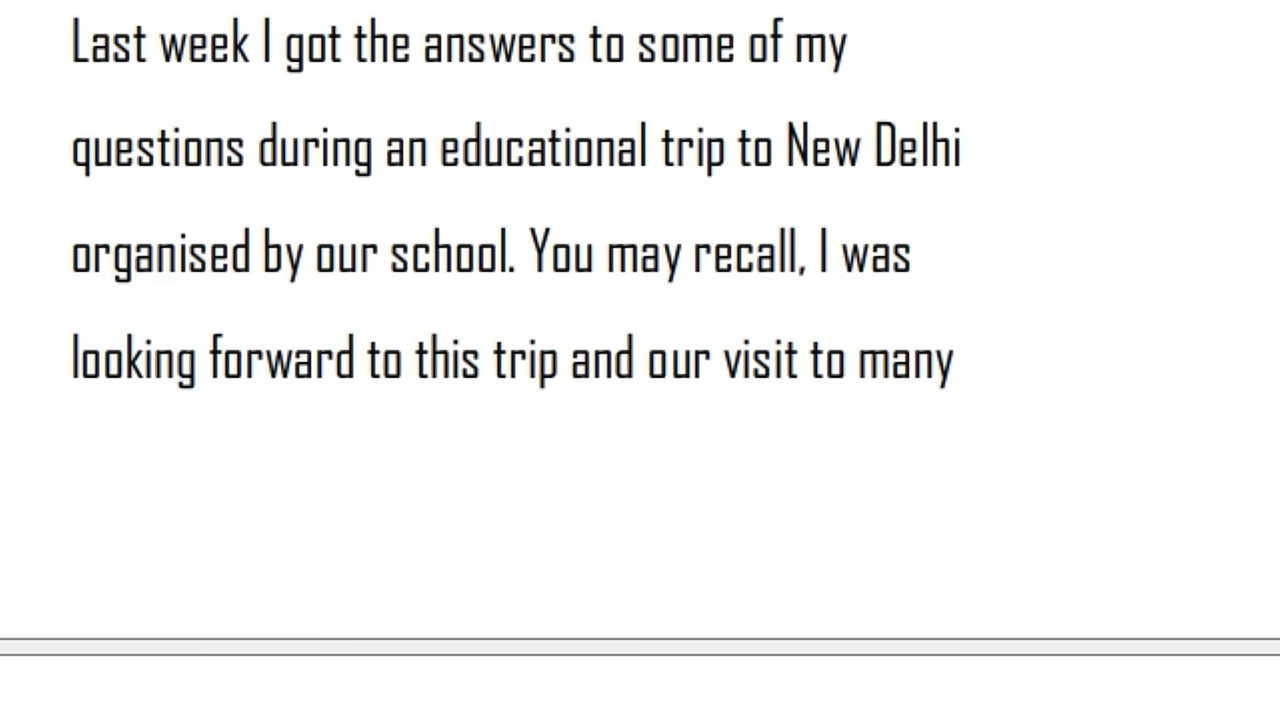 Last week I got the answers to some of my
questions during an educational trip to New Delhi
organised by our school. You may recall, I was
looking forward to this trip and our visit to many